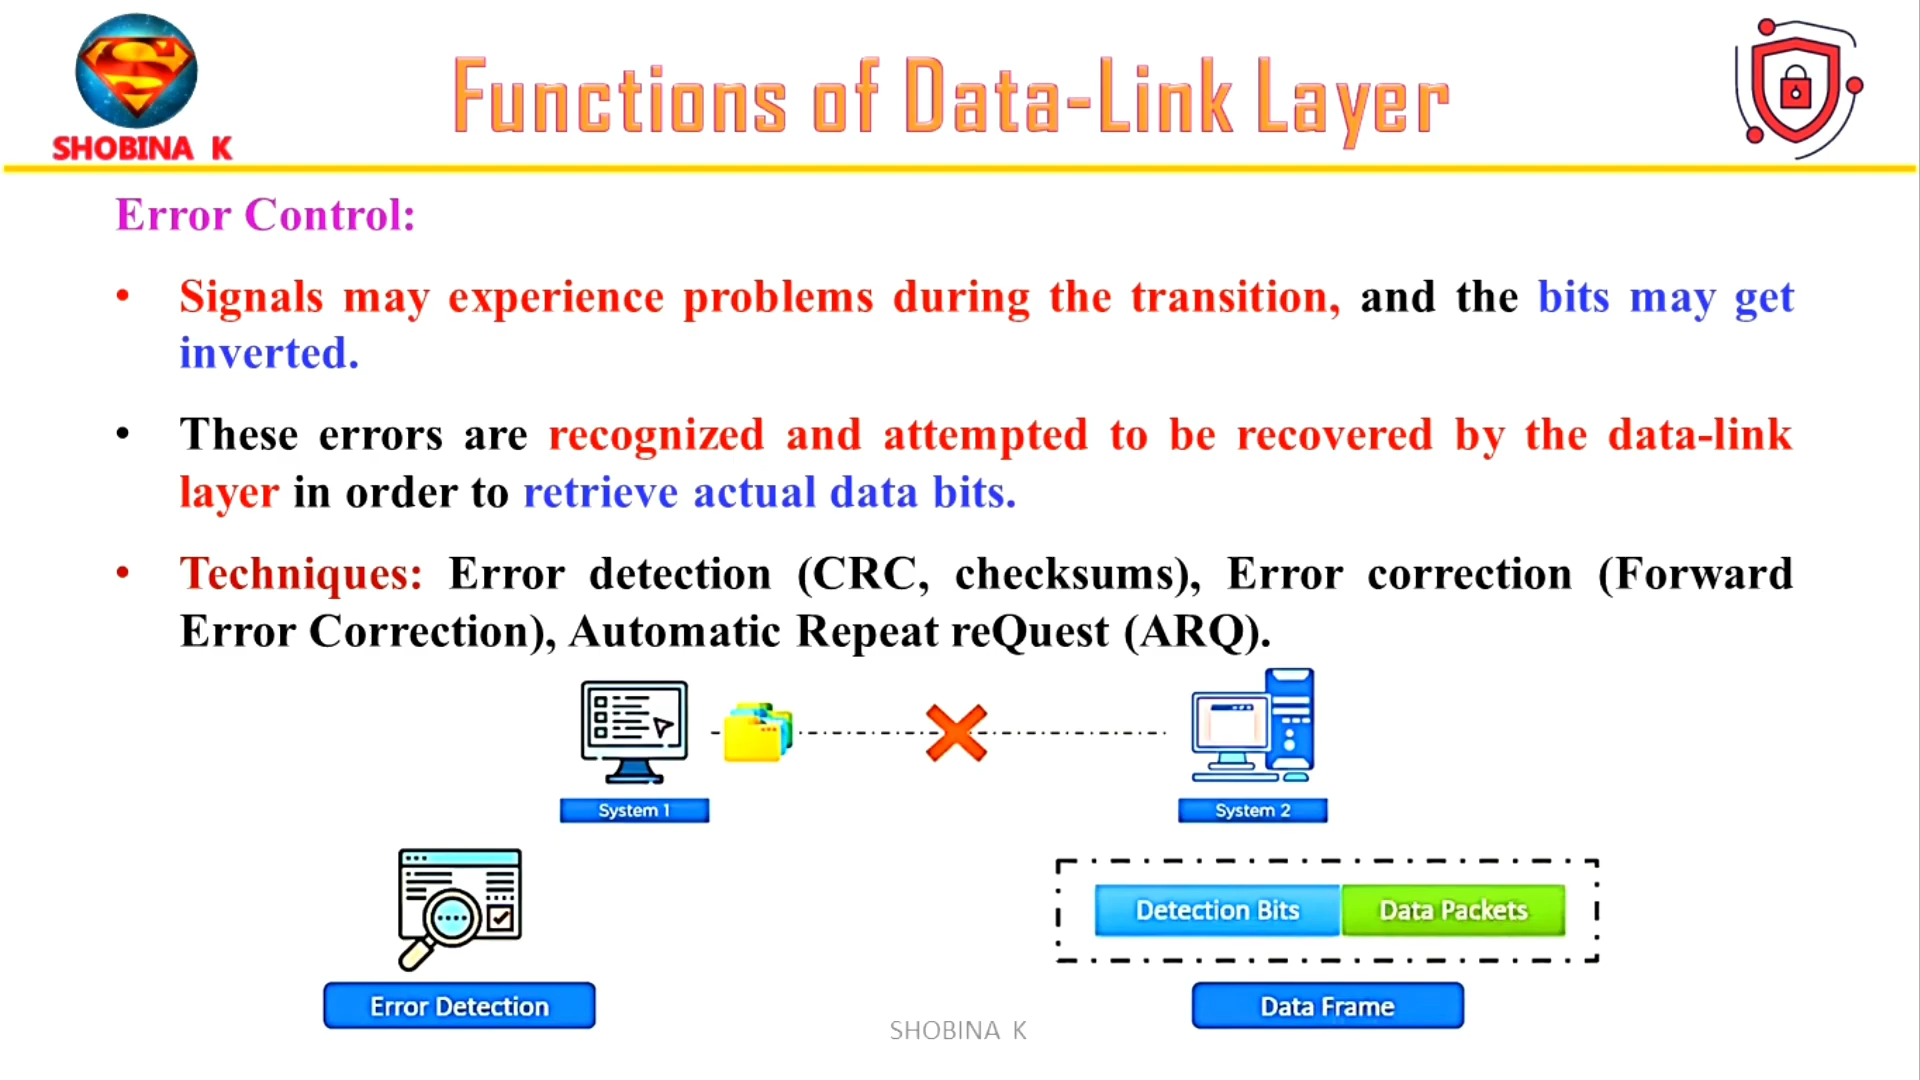 SHOBINA K
Functions of Data-Link Layer
Error Control:
• Signals may experience problems during the transition, and the bits may get
inverted.
• These errors are recognized and attempted to be recovered by the data-link
layer in order to retrieve actual data bits.
• Techniques: Error detection (CRC, checksums), Error correction (Forward
Error Correction), Automatic Repeat reQuest (ARQ).
System 1
System 2
Detection Bits
Data Packets
Error Detection
Data Frame
SHOBINA K